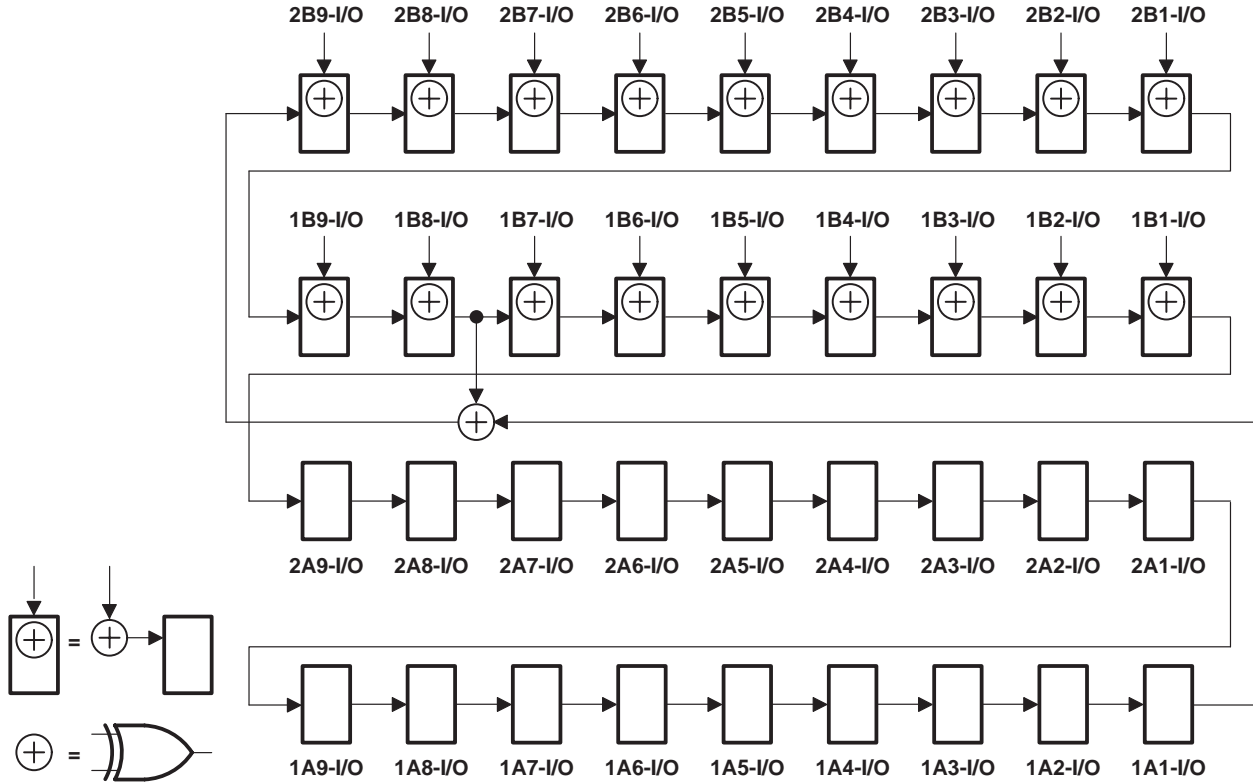 2B9-I/O 2B8-I/O 2B7-I/O 2B6-I/O 2B5-I/O 2B4-I/O 2B3-I/O 2B2-I/O 2B1-I/O
1B9-I/O 1B8-I/O 1B7-I/O 1B6-I/O 1B5-I/O 1B4-I/O 1B3-I/O 1B2-I/O 1B1-I/O
2A9-I/O 2A8-I/O 2A7-I/O 2A6-I/O 2A5-I/O 2A4-I/O 2A3-I/O 2A2-I/O 2A1-I/O
=
=
1A9-I/O 1A8-I/O 1A7-I/O 1A6-I/O 1A5-I/O 1A4-I/O 1A3-I/O 1A2-I/O 1A1-I/O